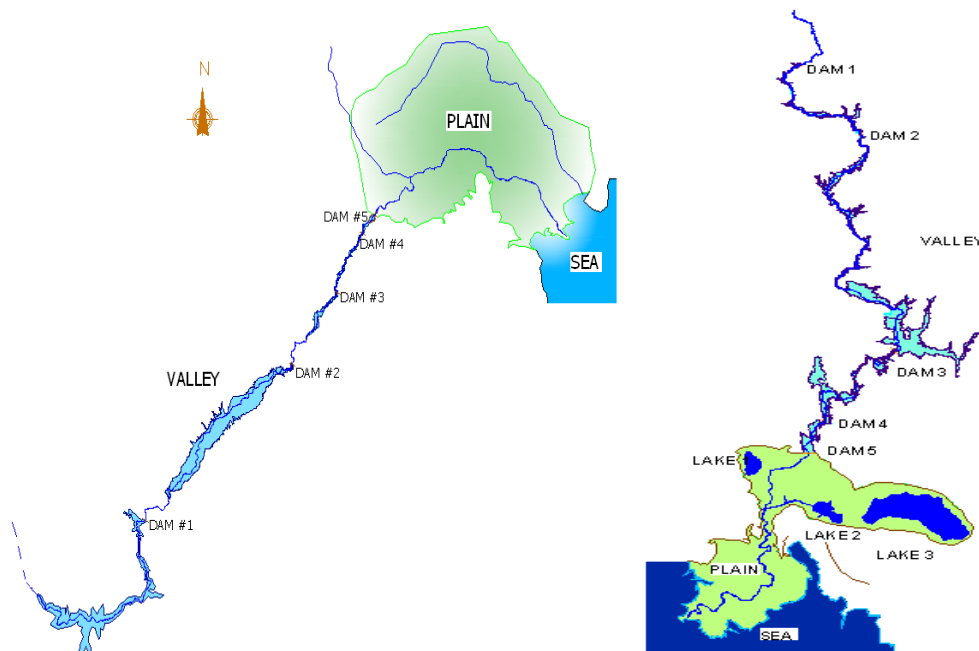 N
PLAIN
DAM #5
DAM #4
SEA
DAM #3
DAM #2
VALLEY
DAM #1
DAM 1
DAM 2
VALLEY
DAM 3
DAM 4
DAM 5
LAKE
LAKE 2
LAKE 3
PLAIN
SEA